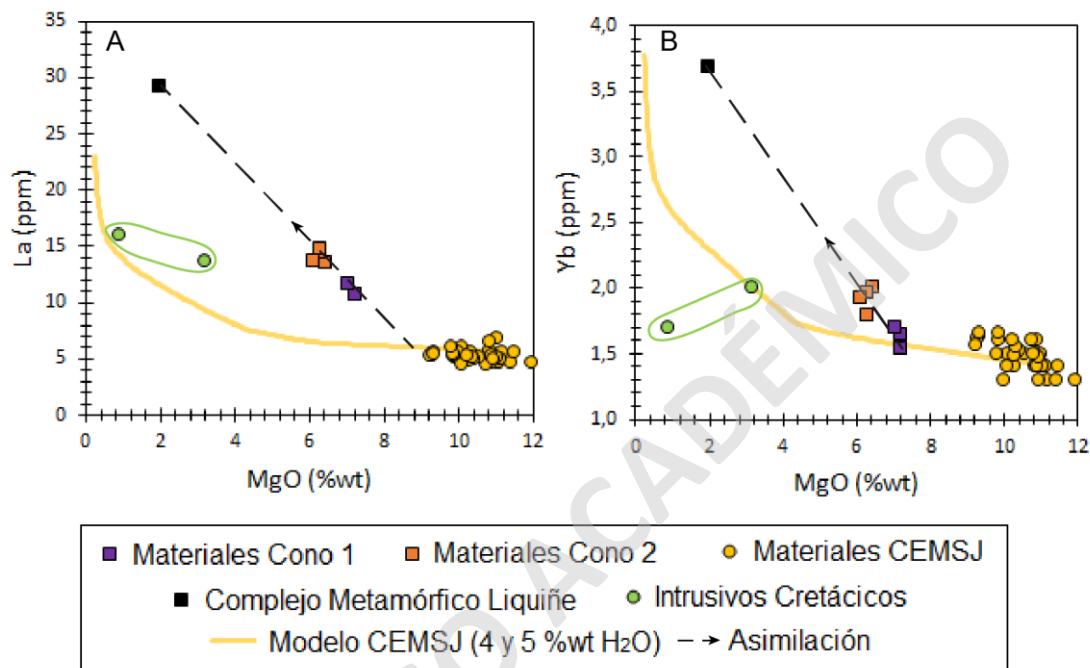 A
35
30
25
20
15
10
5
0
La (ppm)
0 2 4 6 8 10 12
MgO (%wt)
B
4,0
3,5
3,0
2,5
2,0
1,5
1,0
Yb (ppm)
0 2 4 6 8 10 12
MgO (%wt)
Materiales Cono 1 Materiales Cono 2 Materiales CEMSJ
Complejo Metamórfico Liquiñe Intrusivos Cretácicos
Modelo CEMSJ (4 y 5 %wt H₂O) Asimilación
O ACADÉMICO